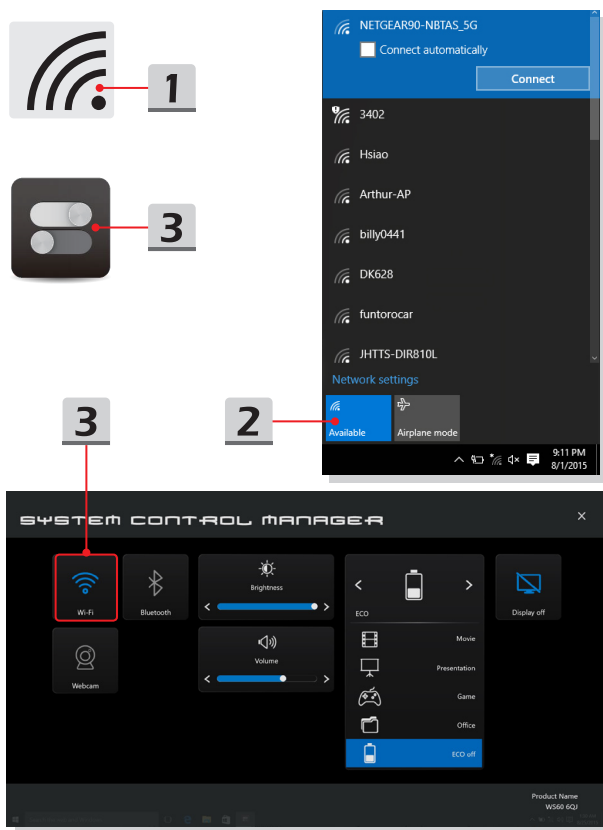 1
3
NETGEAR90-NBTAS_5G
Connect automatically
Connect
3402
Hsiao
Arthur-AP
billy0441
DK628
funtorocar
JHTTS-DIR810L
Network settings
Available
Airplane mode
9:11 PM
8/1/2015
2
3
SYSTEM CONTROL MANAGER
Wi-Fi
Bluetooth
Brightness
ECO
Display off
Movie
Webcam
Volume
Presentation
Game
Office
ECO off
Product Name
WS60 6QJ